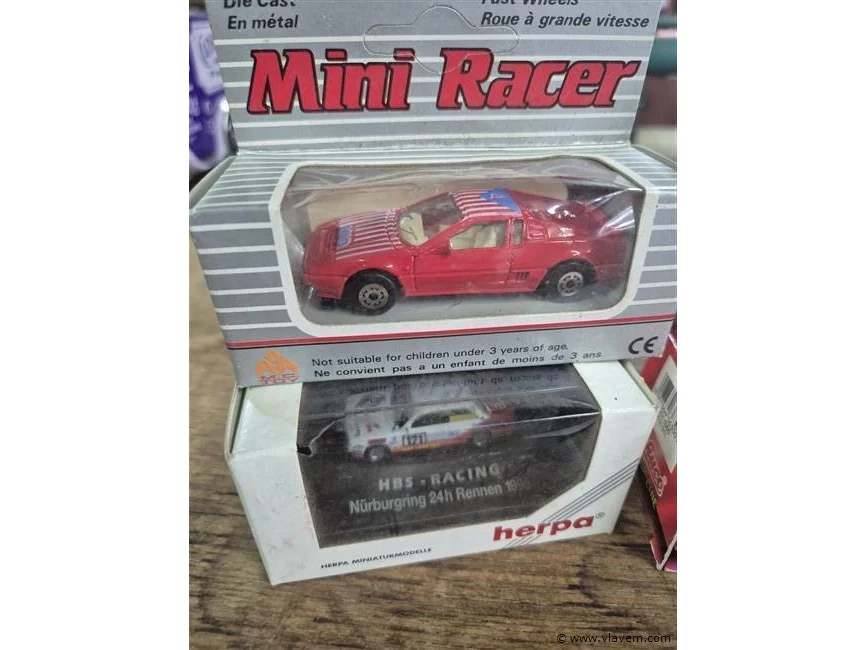 Die Cast
En métal
Fast Wheels
Roue à grande vitesse
Mini Racer
M.C.
TOY
Not suitable for children under 3 years of age.
Ne convient pas a un enfant de moins de 3 ans.
CE
121
HBS - RACING
Nürburgring 24h Rennen
herpa®
HERPA MINIATURMODELLE
© www.vlavem.com